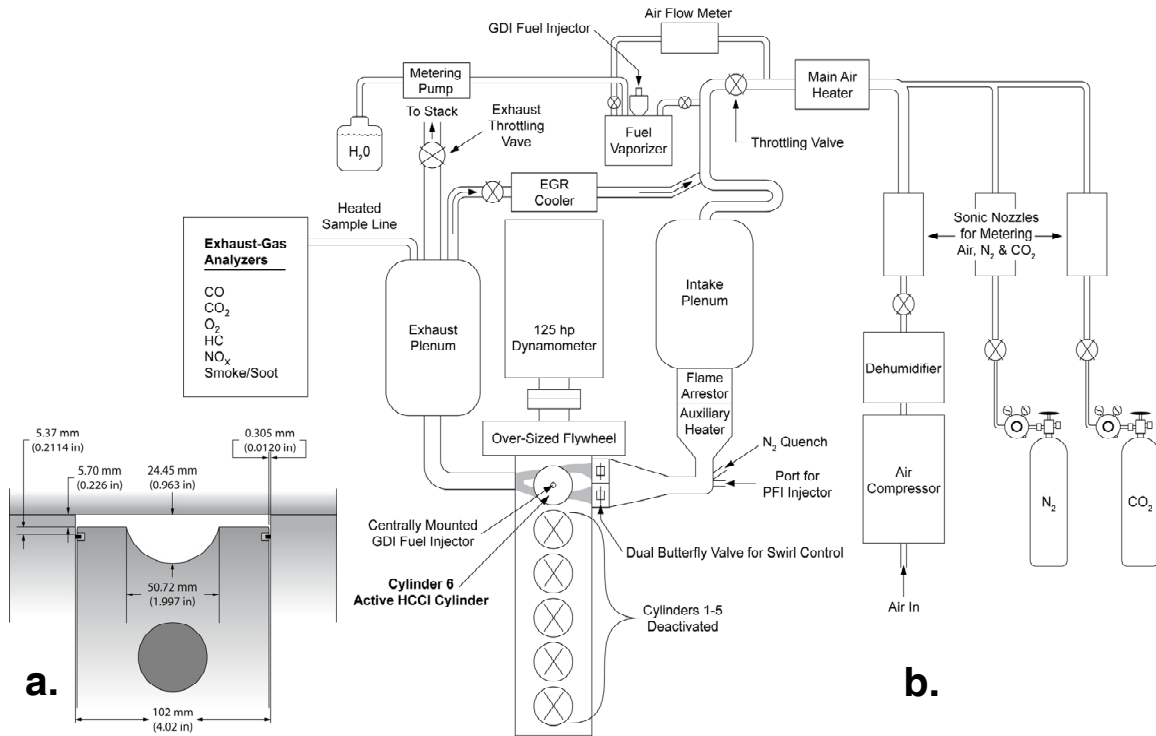 Air Flow Meter
GDI Fuel Injector
Metering
Pump
To Stack
Exhaust
Throttling
Vave
H₂0
Fuel
Vaporizer
Main Air
Heater
Throttling Valve
EGR
Cooler
Heated
Sample Line
Exhaust-Gas
Analyzers
CO
CO₂
O₂
HC
NOₓ
Smoke/Soot
Exhaust
Plenum
125 hp
Dynamometer
Intake
Plenum
Sonic Nozzles
for Metering
Air, N₂ & CO₂
Flame
Arrestor
Auxiliary
Heater
Dehumidifier
Over-Sized Flywheel
N₂ Quench
Port for
PFI Injector
Air
Compressor
N₂
CO₂
Centrally Mounted
GDI Fuel Injector
Dual Butterfly Valve for Swirl Control
Cylinder 6
Active HCCI Cylinder
Cylinders 1-5
Deactivated
Air In
5.37 mm
(0.2114 in)
0.305 mm
(0.0120 in)
5.70 mm
(0.226 in)
24.45 mm
(0.963 in)
50.72 mm
(1.997 in)
102 mm
(4.02 in)
a.
b.